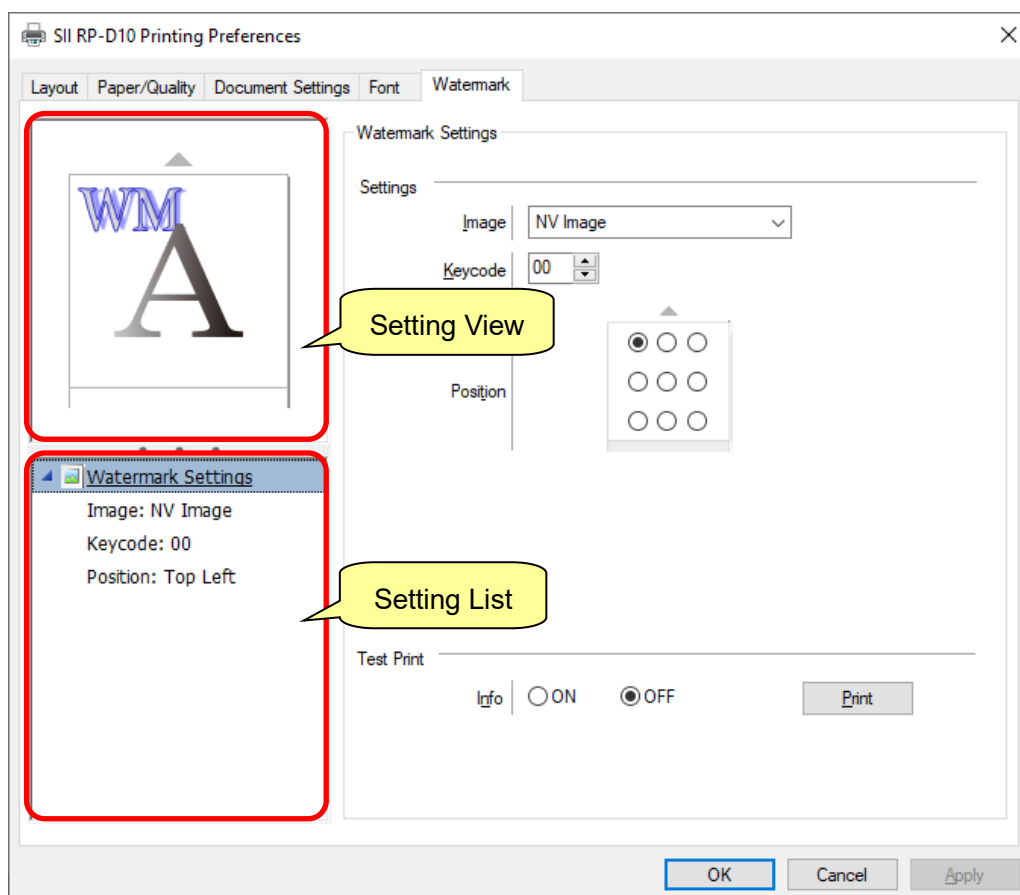 SII RP-D10 Printing Preferences
Layout Paper/Quality Document Settings Font Watermark
WM
A
Setting View
Watermark Settings
Image: NV Image
Keycode: 00
Position: Top Left
Setting List
Watermark Settings
Settings
Image NV Image
Keycode 00
Position
Test Print
Info ON OFF Print
OK Cancel Apply